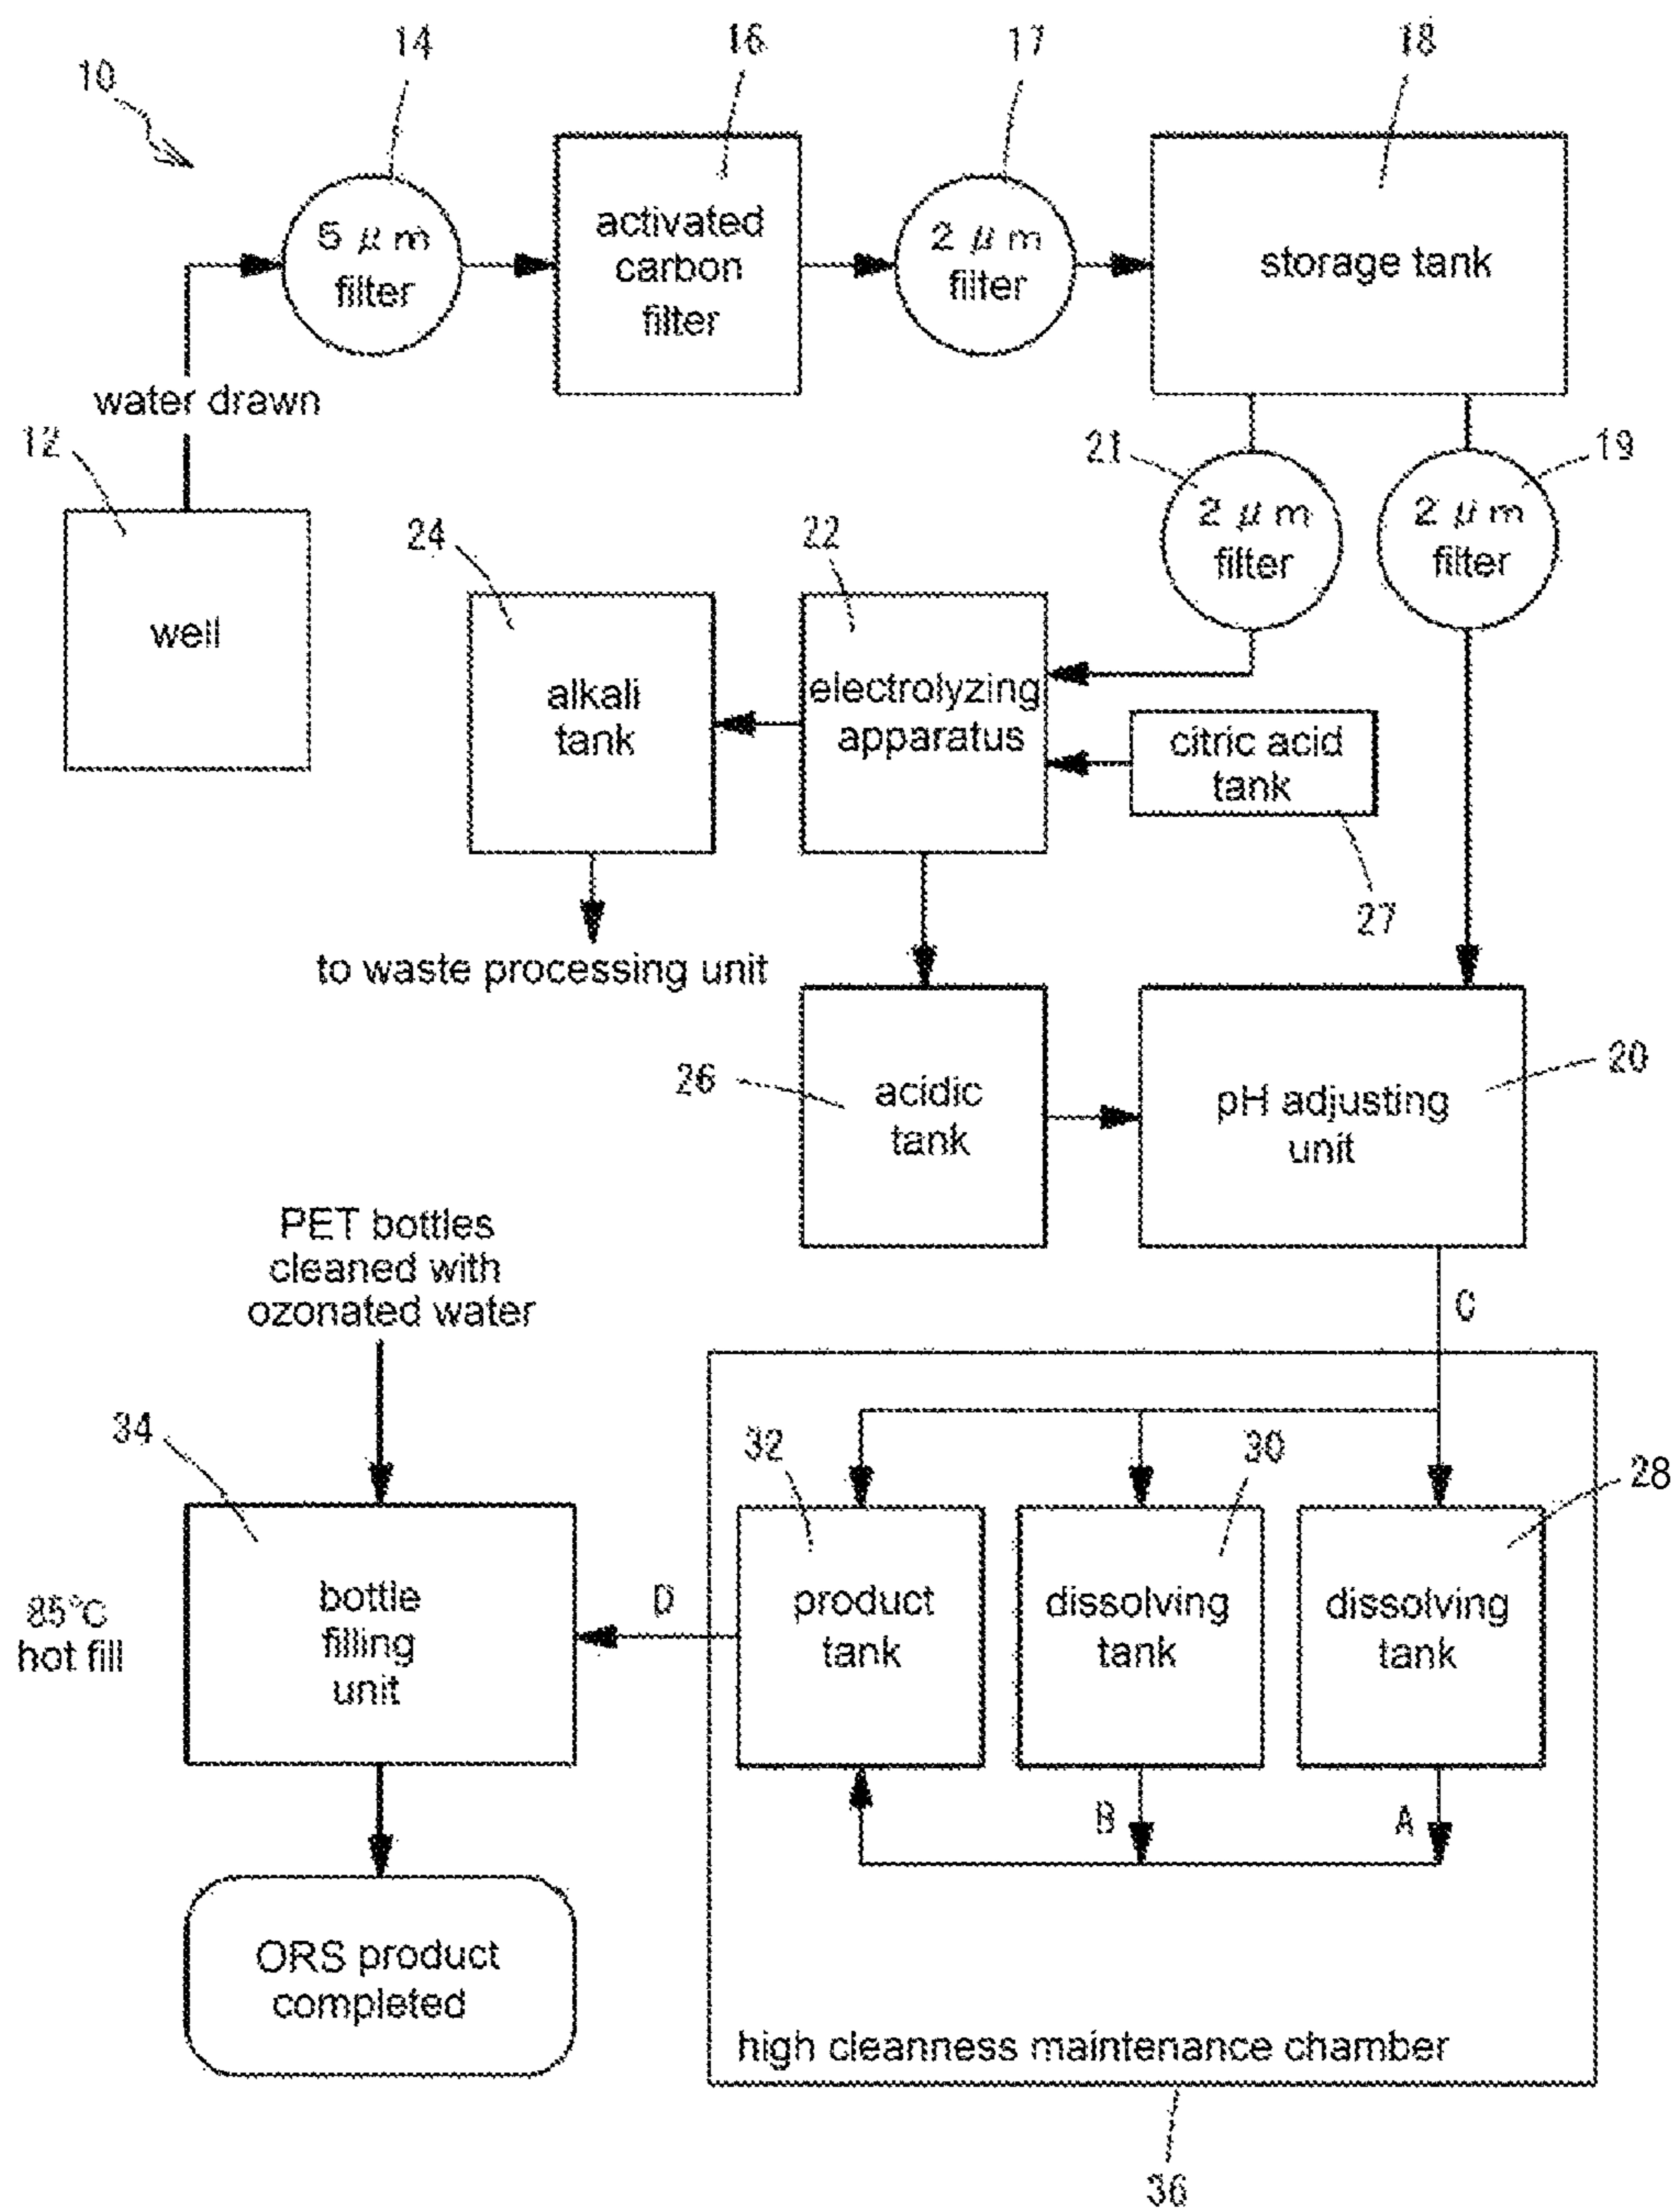 10
14
16
17
18
5 μm
filter
activated
carbon
filter
2 μm
filter
storage tank
water drawn
12
well
21
19
2 μm
filter
2 μm
filter
24
22
alkali
tank
electrolyzing
apparatus
citric acid
tank
27
to waste processing unit
26
acidic
tank
20
pH adjusting
unit
PET bottles
cleaned with
ozonated water
C
34
32
30
28
85°C
hot fill
bottle
filling
unit
D
product
tank
dissolving
tank
dissolving
tank
B
A
ORS product
completed
high cleanness maintenance chamber
36